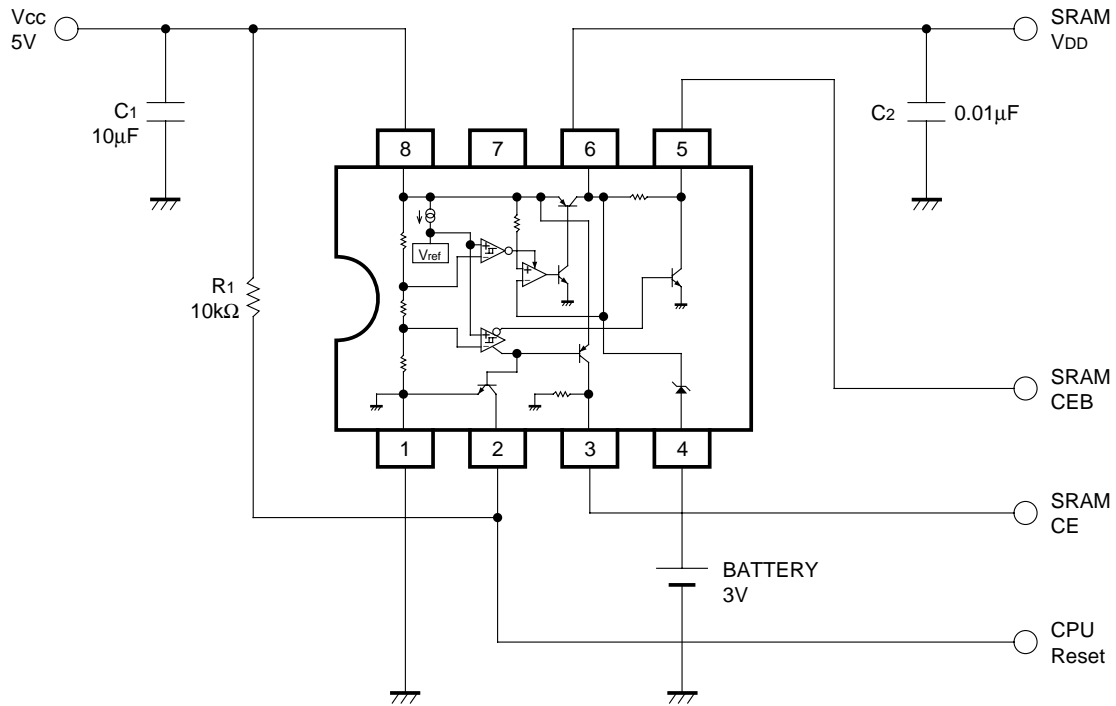 Vcc
5V
SRAM
VDD
C1
10μF
C2 0.01μF
8 7 6 5
Vref
R1
10kΩ
SRAM
CEB
1 2 3 4
SRAM
CE
BATTERY
3V
CPU
Reset